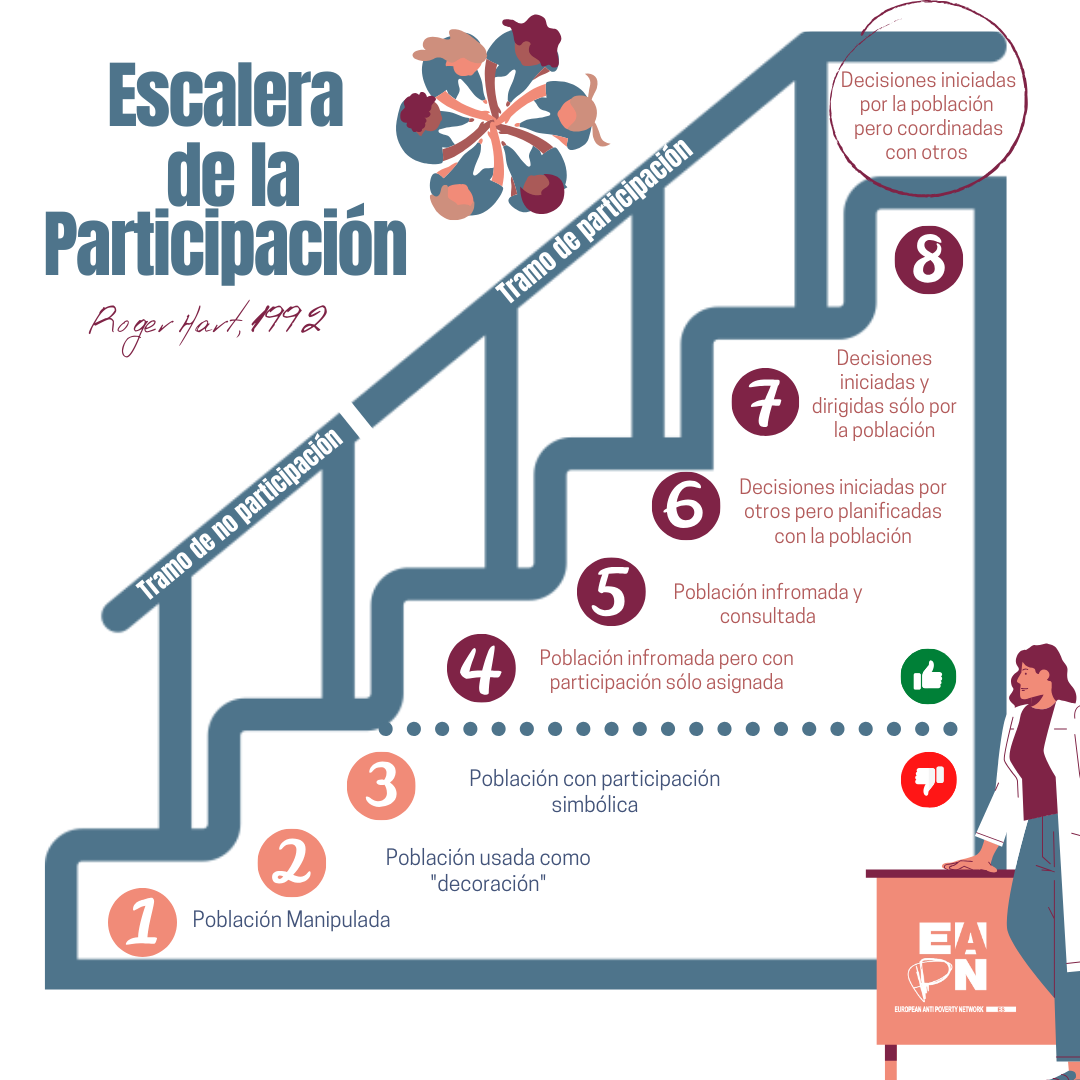 Escalera
de la
Participación
Roger Hart, 1992
Tramo de participación
Tramo de no participación
Decisiones iniciadas
por la población
pero coordinadas
con otros
8
7
Decisiones
iniciadas y
dirigidas sólo por
la población
6
Decisiones iniciadas por
otros pero planificadas
con la población
5
Población infromada y
consultada
4
Población infromada pero con
participación sólo asignada
3
Población con participación
simbólica
2
Población usada como
"decoración"
1
Población Manipulada
EA
PN
EUROPEAN ANTI POVERTY NETWORK ES